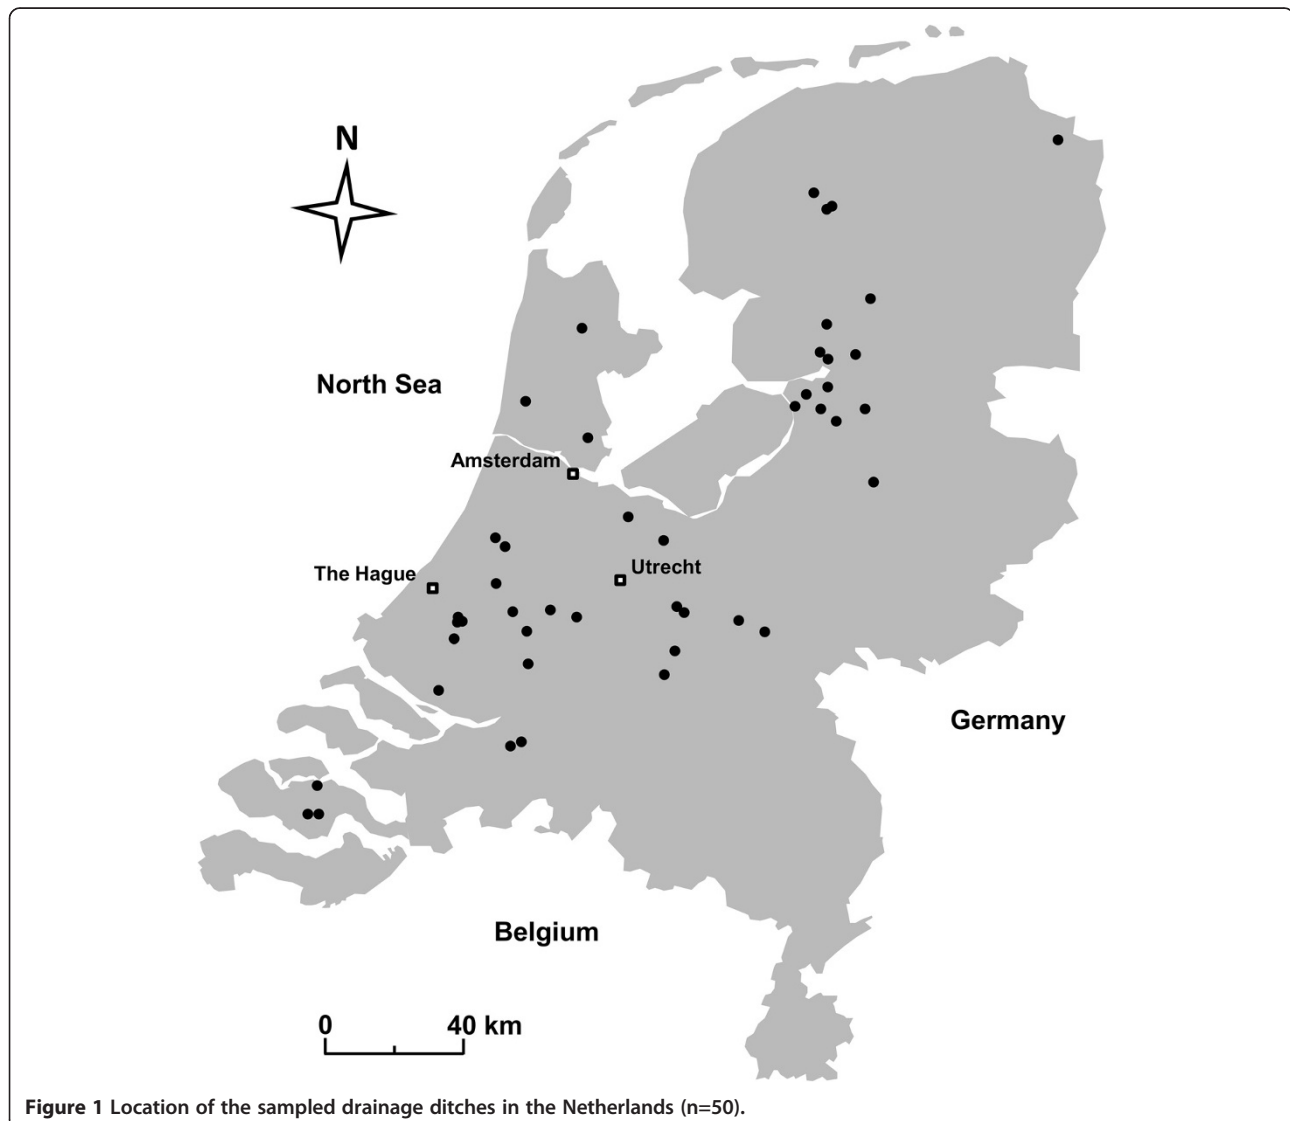 N
North Sea
Amsterdam
The Hague
Utrecht
Germany
Belgium
0 40 km
Figure 1 Location of the sampled drainage ditches in the Netherlands (n=50).